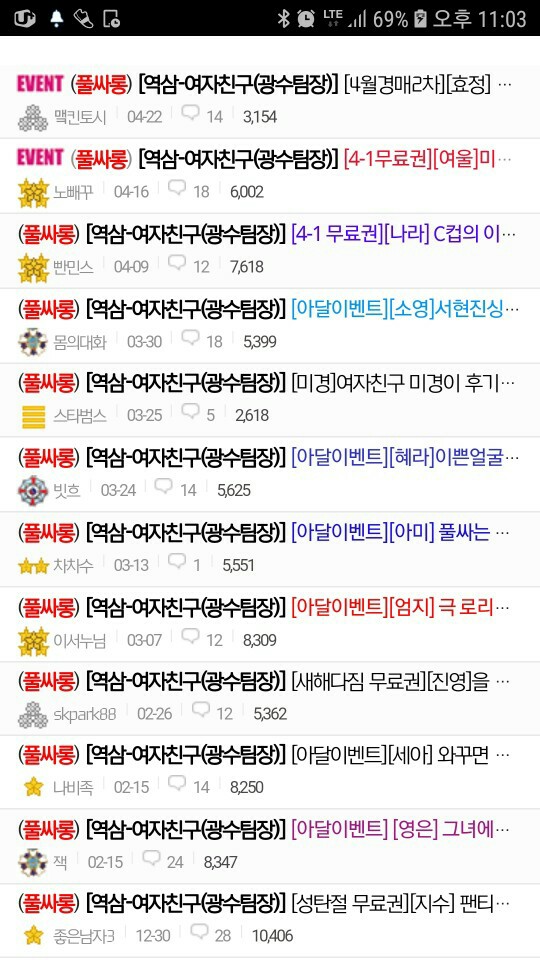 LTE 69% 오후 11:03
EVENT (풀싸롱) [역삼-여자친구(광수팀장)] [4월경매2차][효정] ...
맥킨토시 04-22 14 3,154
EVENT (풀싸롱) [역삼-여자친구(광수팀장)] [4-1무료권][여울]미...
노빼꾸 04-16 18 6,002
(풀싸롱) [역삼-여자친구(광수팀장)] [4-1 무료권][나라] C컵의 이...
빤민스 04-09 12 7,618
(풀싸롱) [역삼-여자친구(광수팀장)] [아달이벤트][소영]서현진싱...
몸의대화 03-30 18 5,399
(풀싸롱) [역삼-여자친구(광수팀장)] [미경]여자친구 미경이 후기...
스타범스 03-25 5 2,618
(풀싸롱) [역삼-여자친구(광수팀장)] [아달이벤트][혜라]이쁜얼굴...
빗흐 03-24 14 5,625
(풀싸롱) [역삼-여자친구(광수팀장)] [아달이벤트][아미] 풀싸는 ...
차차수 03-13 1 5,551
(풀싸롱) [역삼-여자친구(광수팀장)] [아달이벤트][엄지] 극 로리...
이서누님 03-07 12 8,309
(풀싸롱) [역삼-여자친구(광수팀장)] [새해다짐 무료권][진영]을 ...
skpark88 02-26 12 5,362
(풀싸롱) [역삼-여자친구(광수팀장)] [아달이벤트][세아] 와꾸면 ...
나비족 02-15 14 8,250
(풀싸롱) [역삼-여자친구(광수팀장)] [아달이벤트] [영은] 그녀에...
잭 02-15 24 8,347
(풀싸롱) [역삼-여자친구(광수팀장)] [성탄절 무료권][지수] 팬티...
좋은남자3 12-30 28 10,406